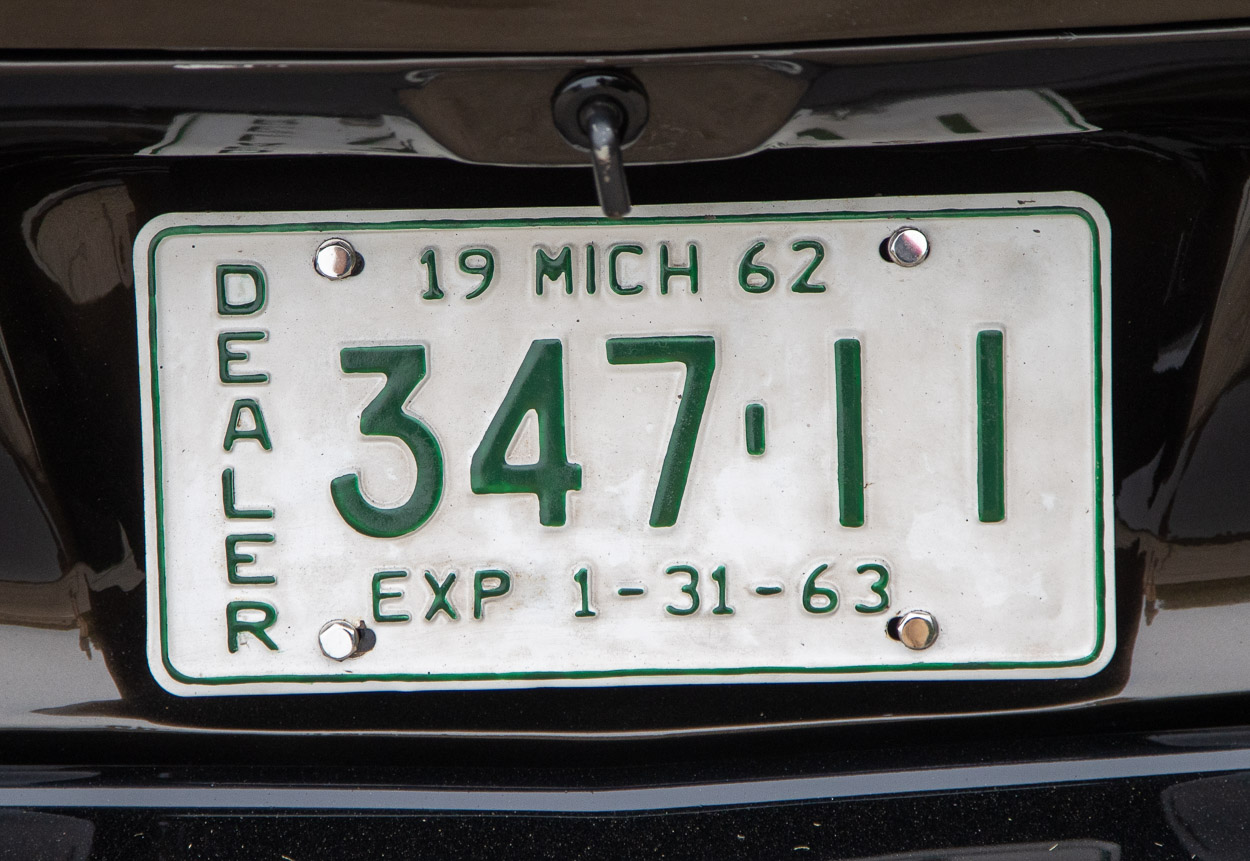 DEALER
19 MICH 62
347-11
EXP 1-31-63